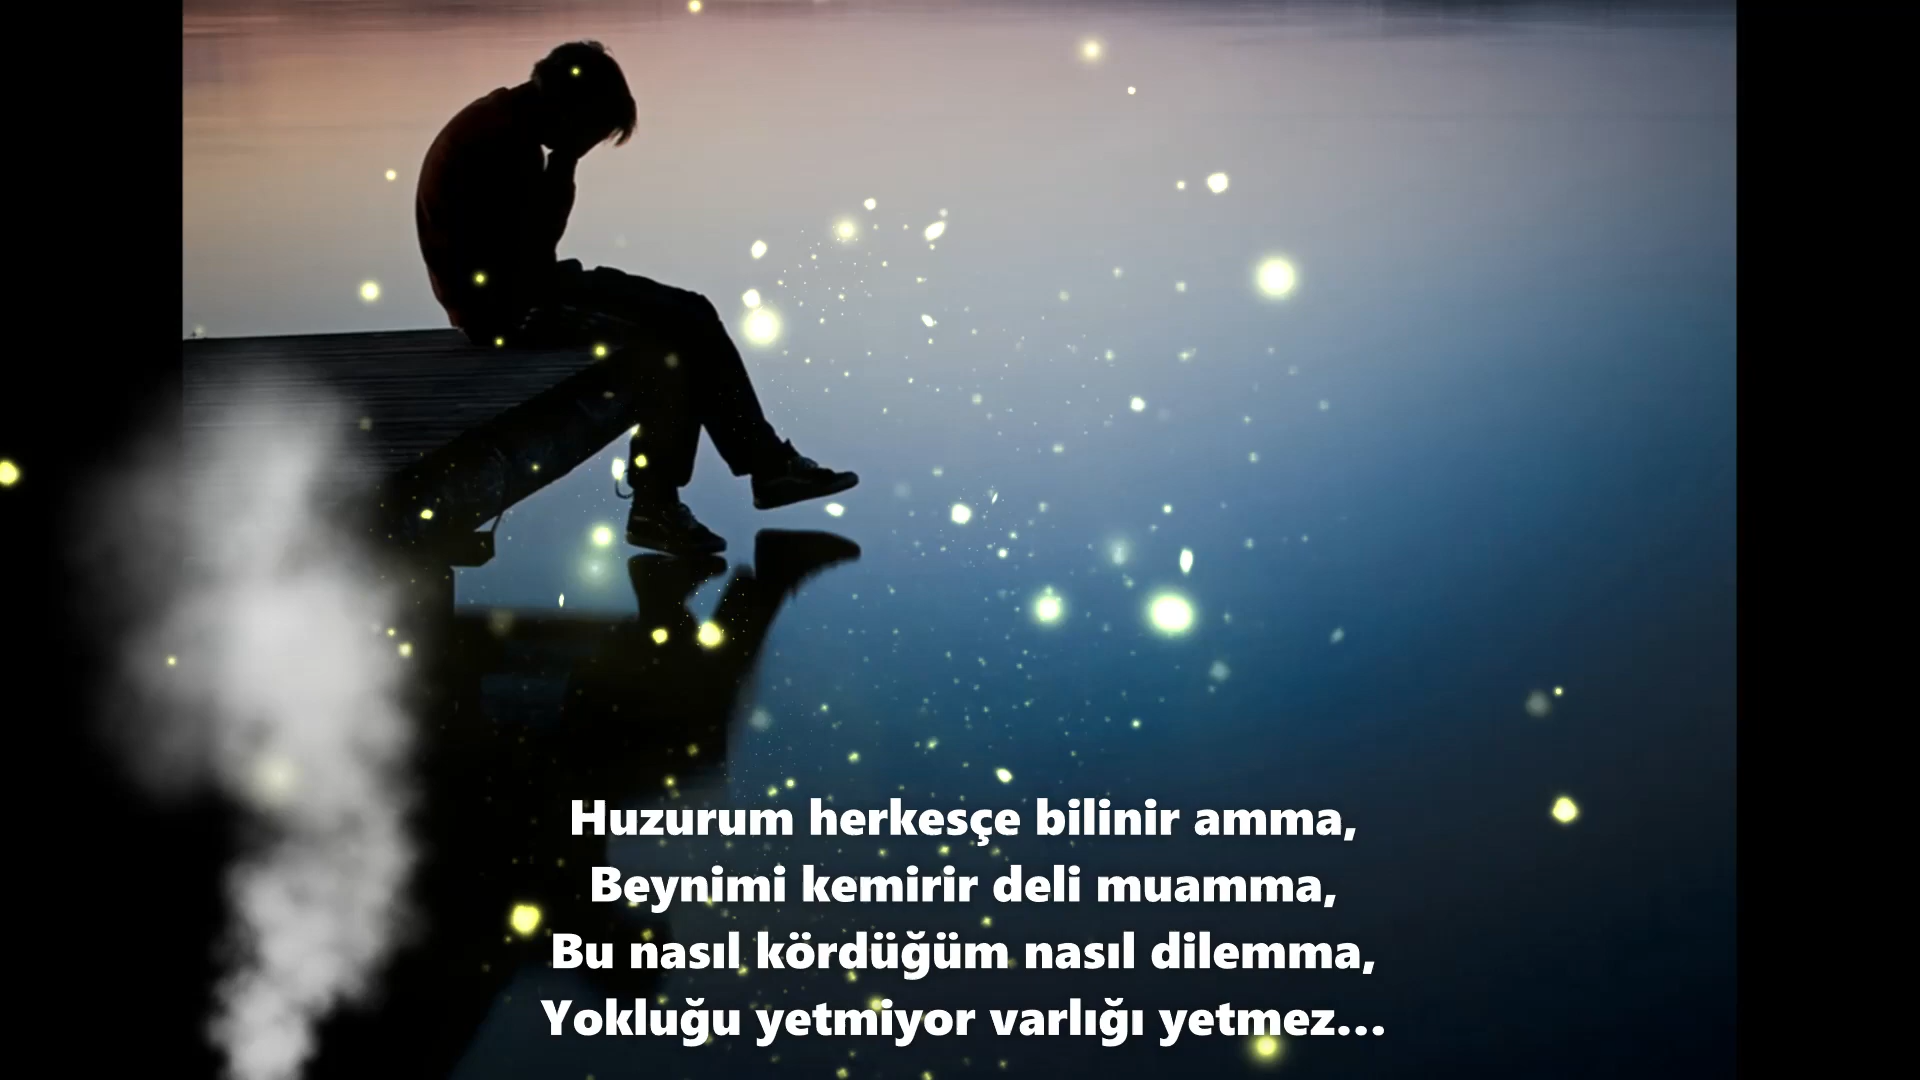 Huzurum herkesçe bilinir amma,
Beynimi kemirir deli muamma,
Bu nasıl kördüğüm nasıl dilemma,
Yokluğu yetmiyor varlığı yetmez...